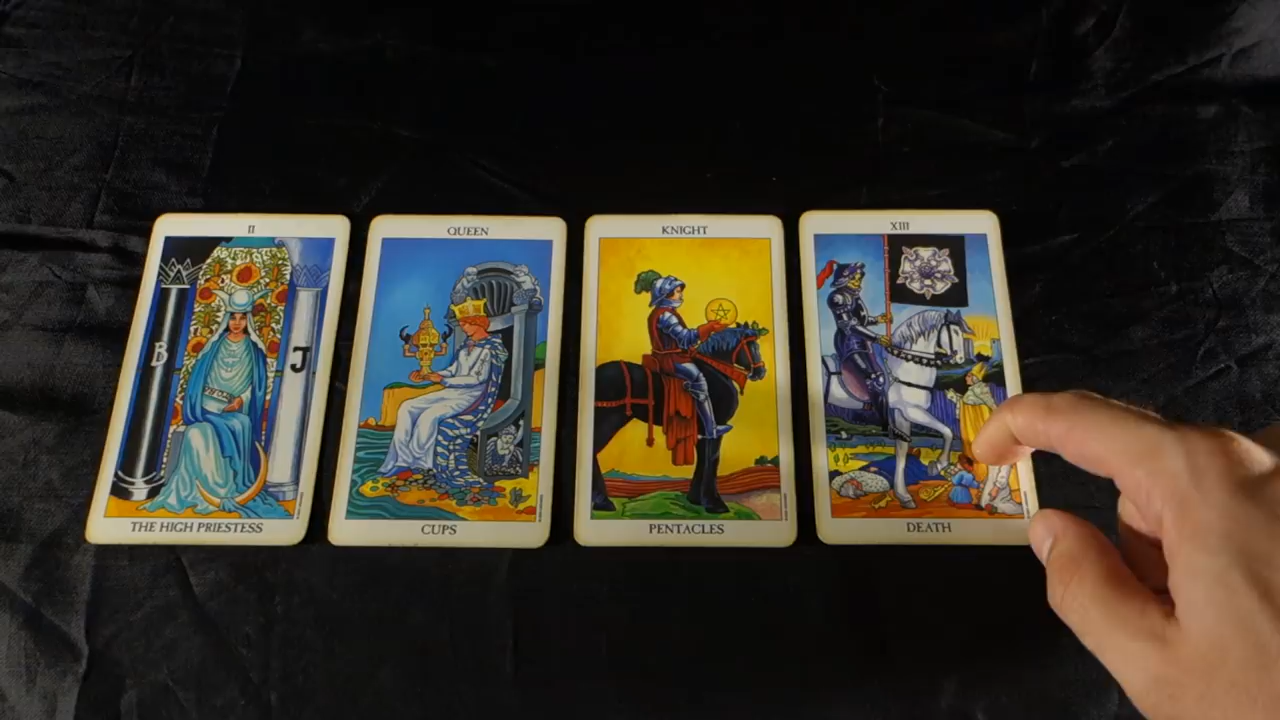 II
B
J
THE HIGH PRIESTESS
QUEEN
CUPS
KNIGHT
PENTACLES
XIII
DEATH